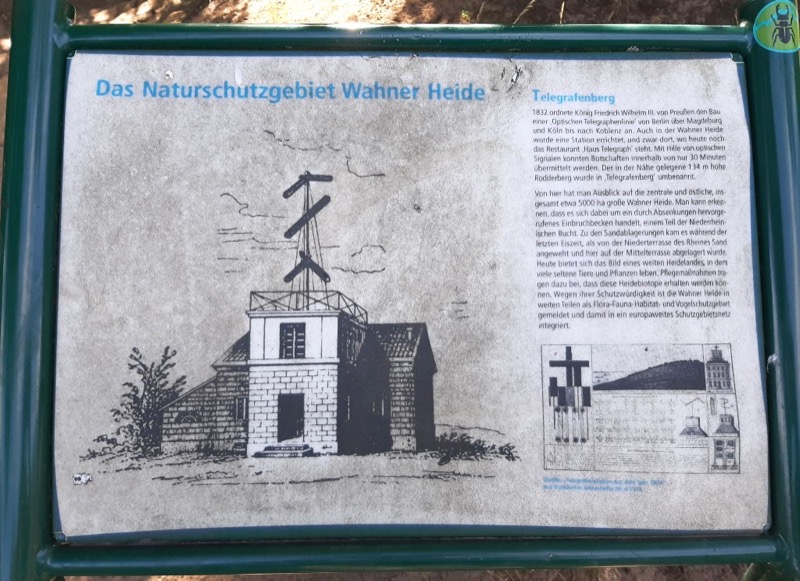 Das Naturschutzgebiet Wahner Heide
Telegrafenberg
1832 ordnete König Friedrich Wilhelm III. von Preußen den Bau
einer ‚Optischen Telegraphenlinie' von Berlin über Magdeburg
und Köln bis nach Koblenz an. Auch in der Wahner Heide
wurde eine Station errichtet, und zwar dort, wo heute noch
das Restaurant ‚Haus Telegraph' steht. Mit Hilfe von optischen
Signalen konnten Botschaften innerhalb von nur 30 Minuten
übermittelt werden. Der in der Nähe gelegene 134 m hohe
Rodderberg wurde in ‚Telegrafenberg' umbenannt.
Von hier hat man Ausblick auf die zentrale und östliche, ins-
gesamt etwa 5000 ha große Wahner Heide. Man kann erken-
nen, dass es sich dabei um ein durch Absenkungen hervorge-
rufenes Einbruchbecken handelt, einem Teil der Niederrhein-
ischen Bucht. Zu den Sandablagerungen kam es während der
letzten Eiszeit, als von der Niederterrasse des Rheines Sand
angeweht und hier auf der Mittelterrasse abgelagert wurde.
Heute bietet sich das Bild eines weiten Heidelandes, in dem
viele seltene Tiere und Pflanzen leben. Pflegemaßnahmen tra-
gen dazu bei, dass diese Heidebiotope erhalten werden kön-
nen. Wegen ihrer Schutzwürdigkeit ist die Wahner Heide in
weiten Teilen als Flora-Fauna-Habitat- und Vogelschutzgebiet
gemeldet und damit in ein europaweites Schutzgebietsnetz
integriert.